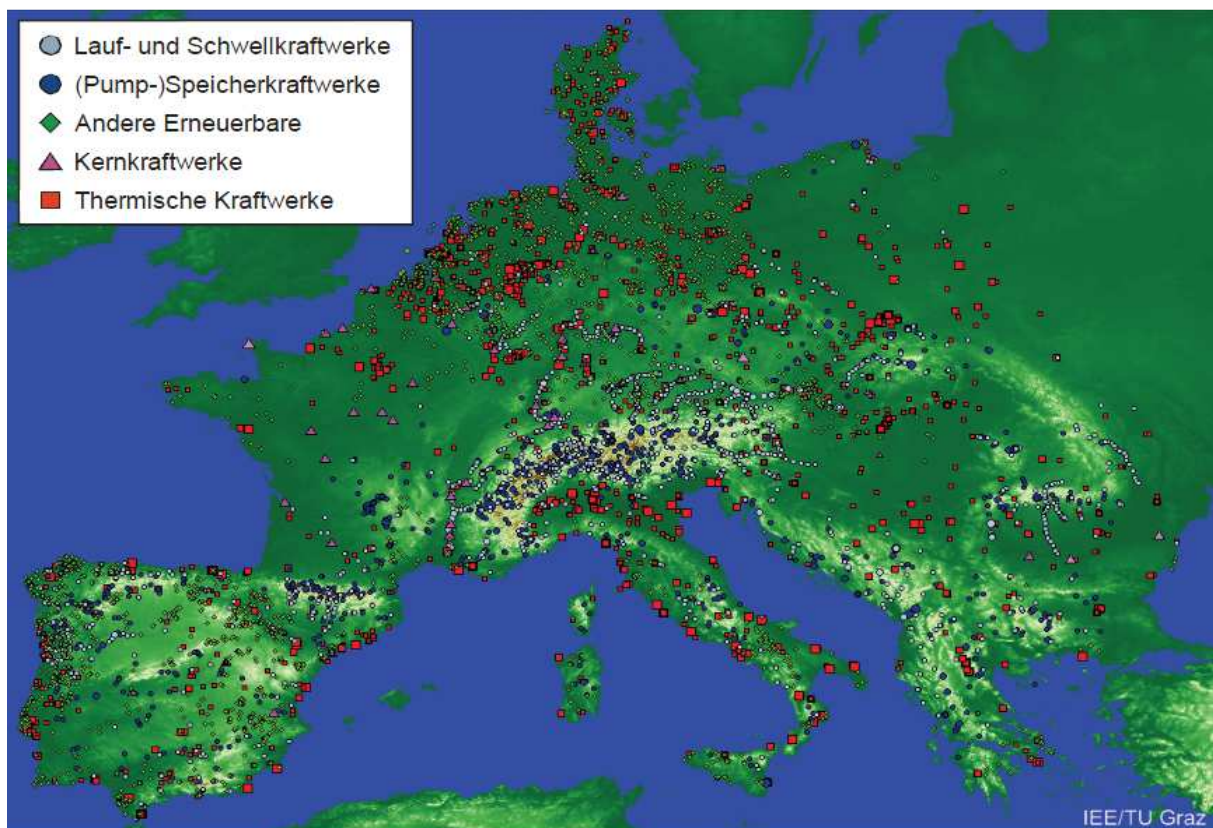 Lauf- und Schwellkraftwerke
(Pump-)Speicherkraftwerke
Andere Erneuerbare
Kernkraftwerke
Thermische Kraftwerke
IEE/TU Graz